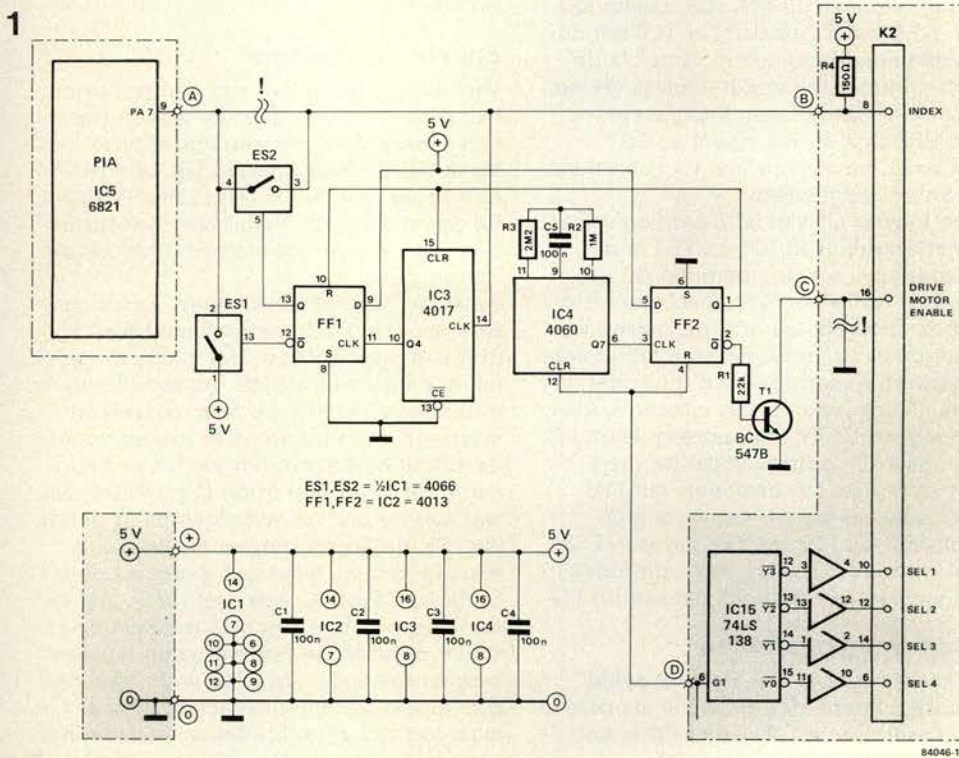 1
5 V
K2
R4
150Ω
PA 7
9
A
!
B
8
INDEX
5 V
PIA
IC5
6821
ES2
4
3
5
R3
2M2
C5
100n
R2
1M
11
9
10
15
CLR
IC3
4017
CLK
14
Q4
10
CE
13
10
R
13
Q
D
9
FF1
12
Q
CLK
11
S
8
ES1
2
13
1
5 V
IC4
4060
Q7
6
CLR
12
6
S
5
D
Q
1
FF2
3
CLK
Q
2
R
4
R1
22k
T1
BC
547B
C
16
!
DRIVE
MOTOR
ENABLE
ES1,ES2 = ½IC1 = 4066
FF1,FF2 = IC2 = 4013
5 V
+
5 V
14
IC1
7
10
6
11
8
12
9
C1
100n
14
IC2
7
C2
100n
16
IC3
8
C3
100n
16
IC4
8
C4
100n
0
0
0
IC15
74LS
138
Y3
12
3
4
10
SEL 1
Y2
13
13
12
12
SEL 2
Y1
14
1
2
14
SEL 3
Y0
15
11
10
6
SEL 4
D
6
G1
84046-1